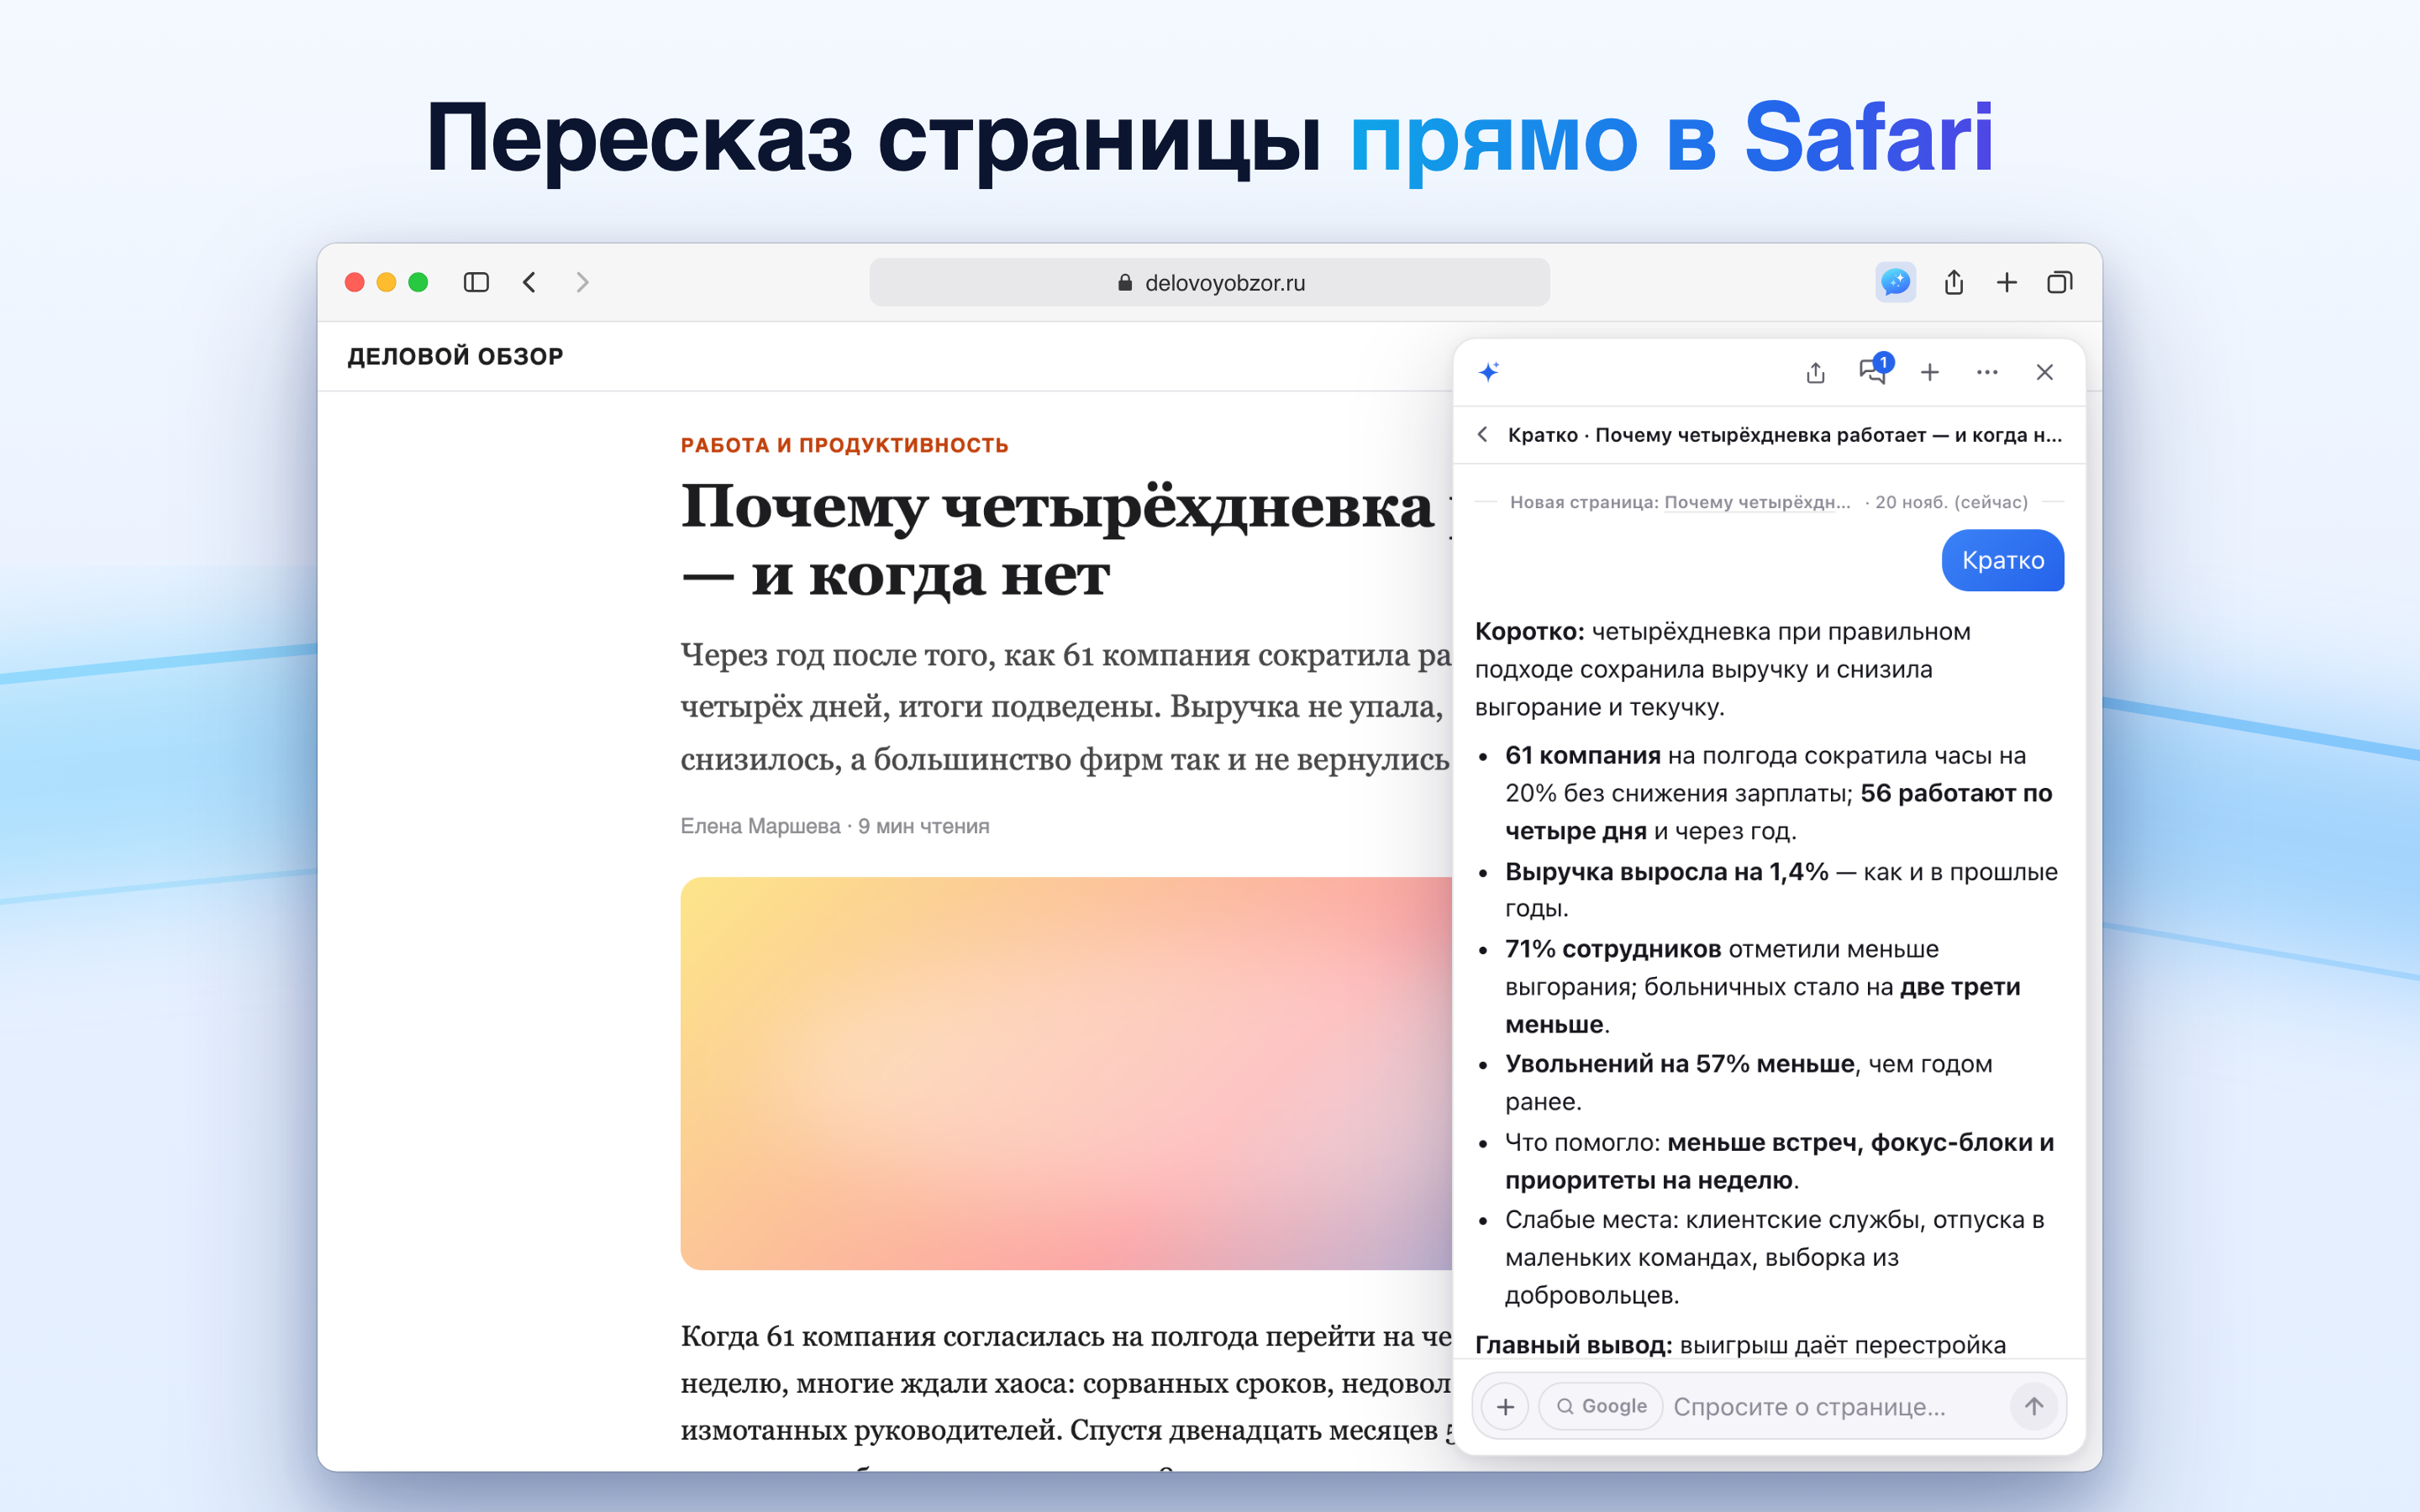 Пересказ страницы прямо в Safari
delovoyobzor.ru
ДЕЛОВОЙ ОБЗОР
РАБОТА И ПРОДУКТИВНОСТЬ
Почему четырёхдневка
— и когда нет
Через год после того, как 61 компания сократила ра
четырёх дней, итоги подведены. Выручка не упала,
снизилось, а большинство фирм так и не вернулись
Елена Маршева · 9 мин чтения
Когда 61 компания согласилась на полгода перейти на че
неделю, многие ждали хаоса: сорванных сроков, недовол
измотанных руководителей. Спустя двенадцать месяцев
1
Кратко · Почему четырёхдневка работает — и когда н...
Новая страница: Почему четырёхдн... · 20 нояб. (сейчас)
Кратко
Коротко: четырёхдневка при правильном
подходе сохранила выручку и снизила
выгорание и текучку.
• 61 компания на полгода сократила часы на
20% без снижения зарплаты; 56 работают по
четыре дня и через год.
• Выручка выросла на 1,4% — как и в прошлые
годы.
• 71% сотрудников отметили меньше
выгорания; больничных стало на две трети
меньше.
• Увольнений на 57% меньше, чем годом
ранее.
• Что помогло: меньше встреч, фокус-блоки и
приоритеты на неделю.
• Слабые места: клиентские службы, отпуска в
маленьких командах, выборка из
добровольцев.
Главный вывод: выигрыш даёт перестройка
Google
Спросите о странице...